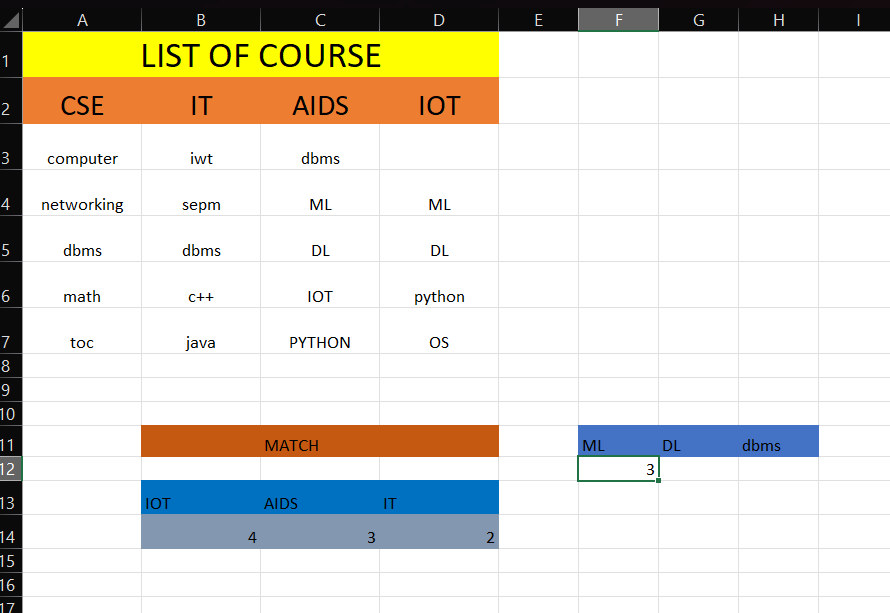 A B C D E F G H I
1 LIST OF COURSE
2 CSE IT AIDS IOT
3 computer iwt dbms
4 networking sepm ML ML
5 dbms dbms DL DL
6 math c++ IOT python
7 toc java PYTHON OS
8
9
10
11 MATCH ML DL dbms
12 3
13 IOT AIDS IT
14 4 3 2
15
16
17